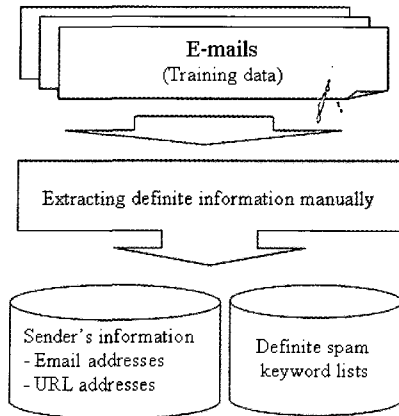 E-mails
(Training data)
Extracting definite information manually
Sender's information
- Email addresses
- URL addresses
Definite spam
keyword lists